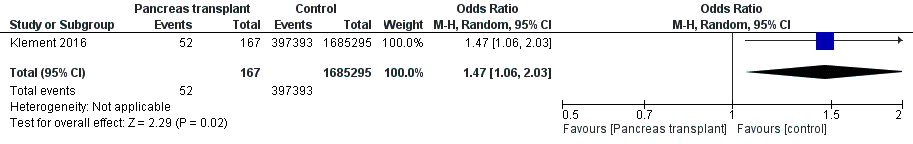 Pancreas transplant Control Odds Ratio Odds Ratio
Study or Subgroup Events Total Events Total Weight M-H, Random, 95% CI M-H, Random, 95% CI
Klement 2016 52 167 397393 1685295 100.0% 1.47 [1.06, 2.03]
Total (95% CI) 167 1685295 100.0% 1.47 [1.06, 2.03]
Total events 52 397393
Heterogeneity: Not applicable
Test for overall effect: Z = 2.29 (P = 0.02)
0.5 0.7 1 1.5 2
Favours [Pancreas transplant] Favours [control]